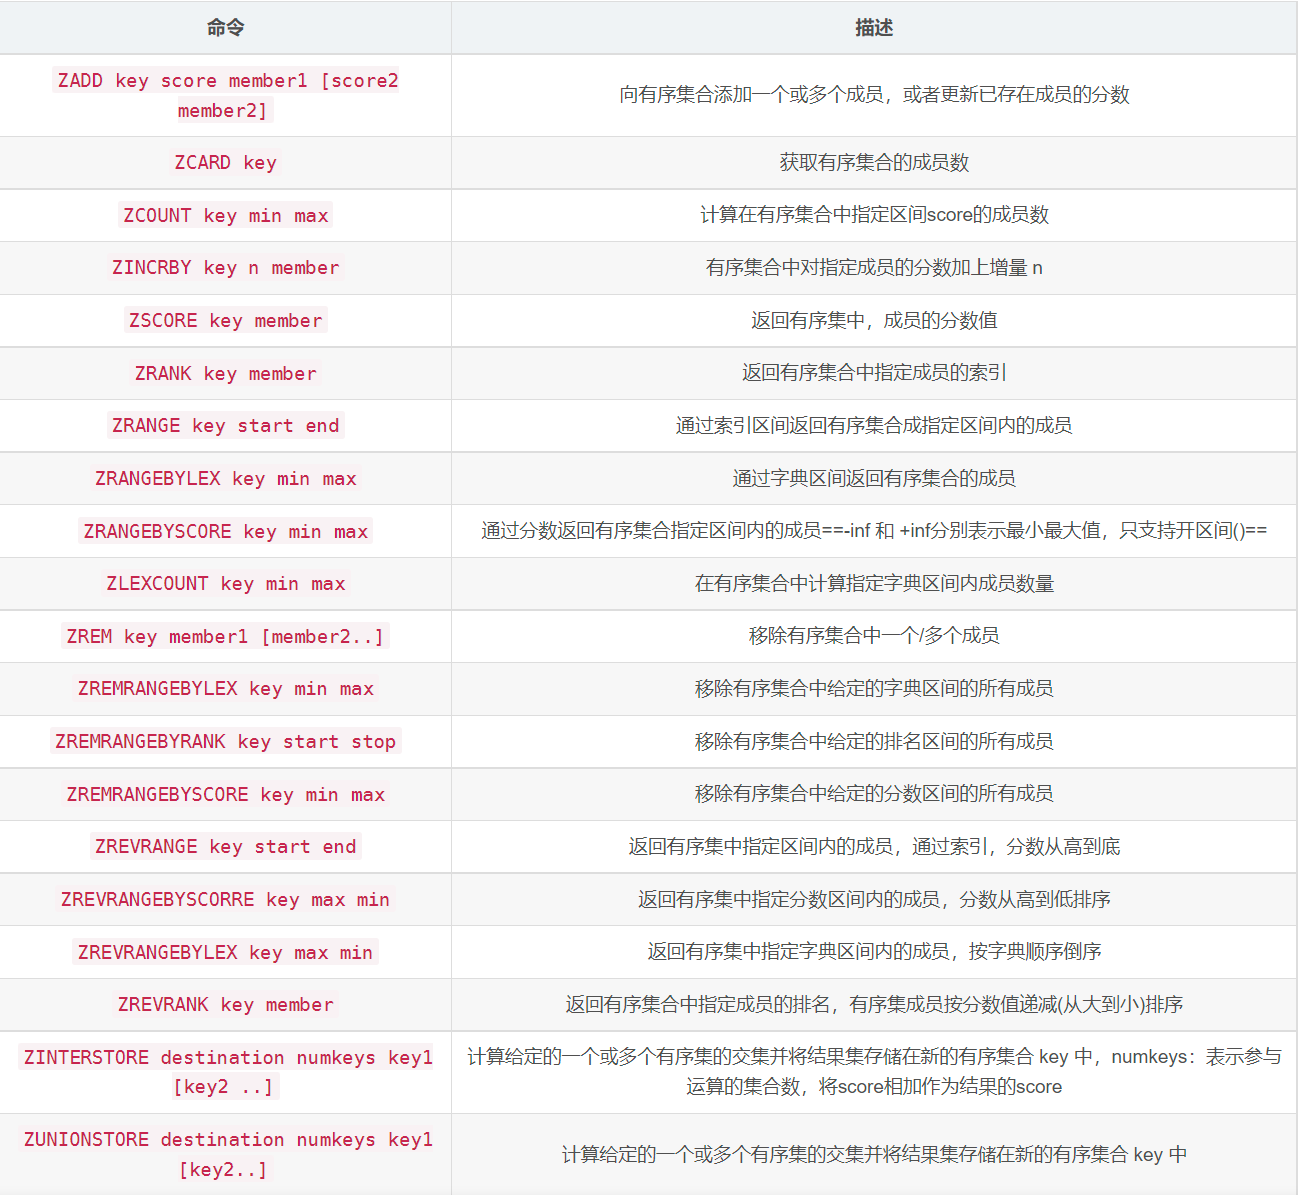 命令 描述
ZADD key score member1 [score2
member2]
向有序集合添加一个或多个成员，或者更新已存在成员的分数
ZCARD key 获取有序集合的成员数
ZCOUNT key min max 计算在有序集合中指定区间score的成员数
ZINCRBY key n member 有序集合中对指定成员的分数加上增量 n
ZSCORE key member 返回有序集中，成员的分数值
ZRANK key member 返回有序集合中指定成员的索引
ZRANGE key start end 通过索引区间返回有序集合成指定区间内的成员
ZRANGEBYLEX key min max 通过字典区间返回有序集合的成员
ZRANGEBYSCORE key min max 通过分数返回有序集合指定区间内的成员==-inf 和 +inf分别表示最小最大值，只支持开区间()==
ZLEXCOUNT key min max 在有序集合中计算指定字典区间内成员数量
ZREM key member1 [member2..] 移除有序集合中一个/多个成员
ZREMRANGEBYLEX key min max 移除有序集合中给定的字典区间的所有成员
ZREMRANGEBYRANK key start stop 移除有序集合中给定的排名区间的所有成员
ZREMRANGEBYSCORE key min max 移除有序集合中给定的分数区间的所有成员
ZREVRANGE key start end 返回有序集中指定区间内的成员，通过索引，分数从高到底
ZREVRANGEBYSCORRE key max min 返回有序集中指定分数区间内的成员，分数从高到低排序
ZREVRANGEBYLEX key max min 返回有序集中指定字典区间内的成员，按字典顺序倒序
ZREVRANK key member 返回有序集合中指定成员的排名，有序集成员按分数值递减(从大到小)排序
ZINTERSTORE destination numkeys key1
[key2 ..]
计算给定的一个或多个有序集的交集并将结果集存储在新的有序集合 key 中，numkeys：表示参与
运算的集合数，将score相加作为结果的score
ZUNIONSTORE destination numkeys key1
[key2..]
计算给定的一个或多个有序集的交集并将结果集存储在新的有序集合 key 中